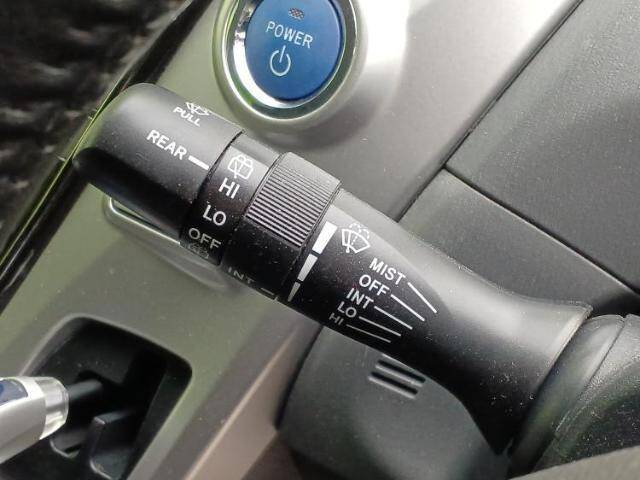 POWER
PULL
REAR
HI
LO
OFF
INT
MIST
OFF
INT
LO
HI